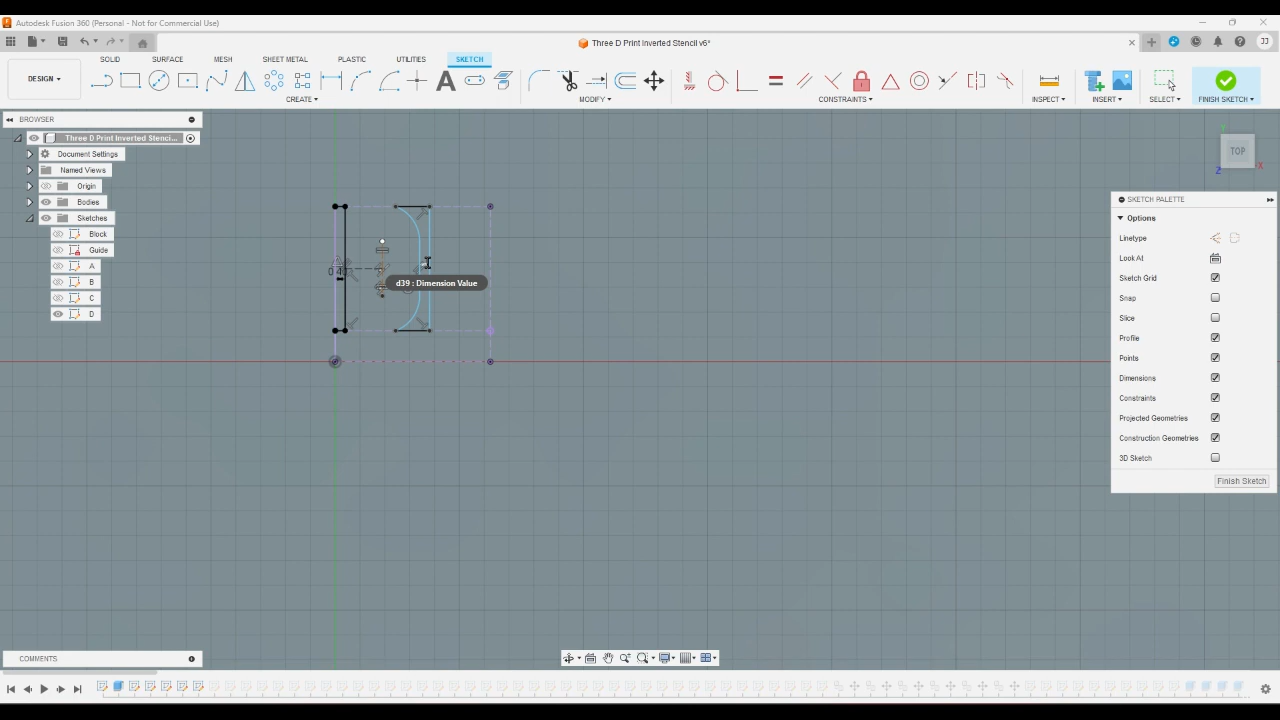 Autodesk Fusion 360 (Personal - Not for Commercial Use)
Three D Print Inverted Stencil v6*
JJ
DESIGN
SOLID
SURFACE
MESH
SHEET METAL
PLASTIC
UTILITIES
SKETCH
CREATE
MODIFY
CONSTRAINTS
INSPECT
INSERT
SELECT
FINISH SKETCH
BROWSER
Three D Print Inverted Stenci...
Document Settings
Named Views
Origin
Bodies
Sketches
Block
Guide
A
B
C
D
d39 : Dimension Value
Y
TOP
X
Z
SKETCH PALETTE
Options
Linetype
Look At
Sketch Grid
Snap
Slice
Profile
Points
Dimensions
Constraints
Projected Geometries
Construction Geometries
3D Sketch
Finish Sketch
COMMENTS